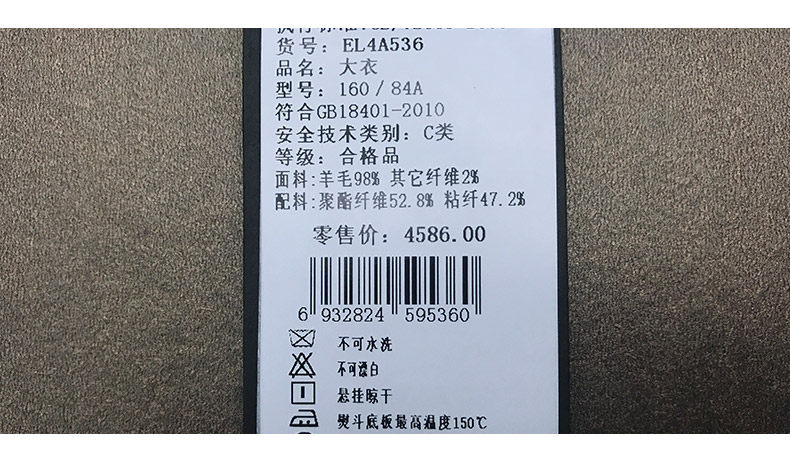 货号：EL4A536
品名：大衣
型号：160/84A
符合GB18401-2010
安全技术类别：C类
等级：合格品
面料:羊毛98% 其它纤维2%
配料:聚酯纤维52.8% 粘纤47.2%
零售价：4586.00
6 932824 595360
不可水洗
不可漂白
悬挂晾干
熨斗底板最高温度150℃